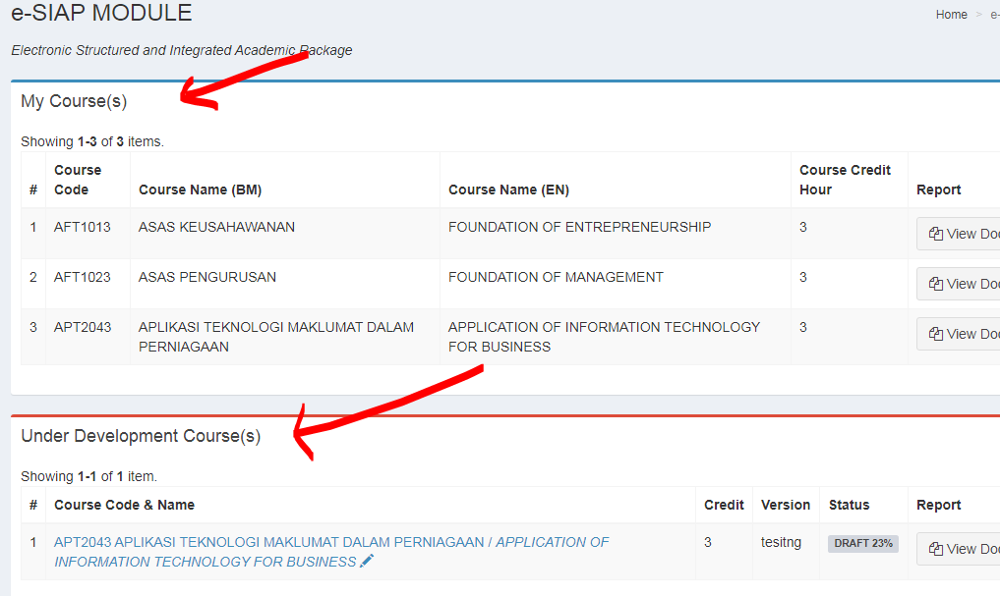 e-SIAP MODULE
Home > e-
Electronic Structured and Integrated Academic Package
My Course(s)
Showing 1-3 of 3 items.
# Course Code Course Name (BM) Course Name (EN) Course Credit Hour Report
1 AFT1013 ASAS KEUSAHAWANAN FOUNDATION OF ENTREPRENEURSHIP 3 View Doc
2 AFT1023 ASAS PENGURUSAN FOUNDATION OF MANAGEMENT 3 View Doc
3 APT2043 APLIKASI TEKNOLOGI MAKLUMAT DALAM PERNIAGAAN APPLICATION OF INFORMATION TECHNOLOGY FOR BUSINESS 3 View Doc
Under Development Course(s)
Showing 1-1 of 1 item.
# Course Code & Name Credit Version Status Report
1 APT2043 APLIKASI TEKNOLOGI MAKLUMAT DALAM PERNIAGAAN / APPLICATION OF 3 tesitng DRAFT 23% View Doc
INFORMATION TECHNOLOGY FOR BUSINESS